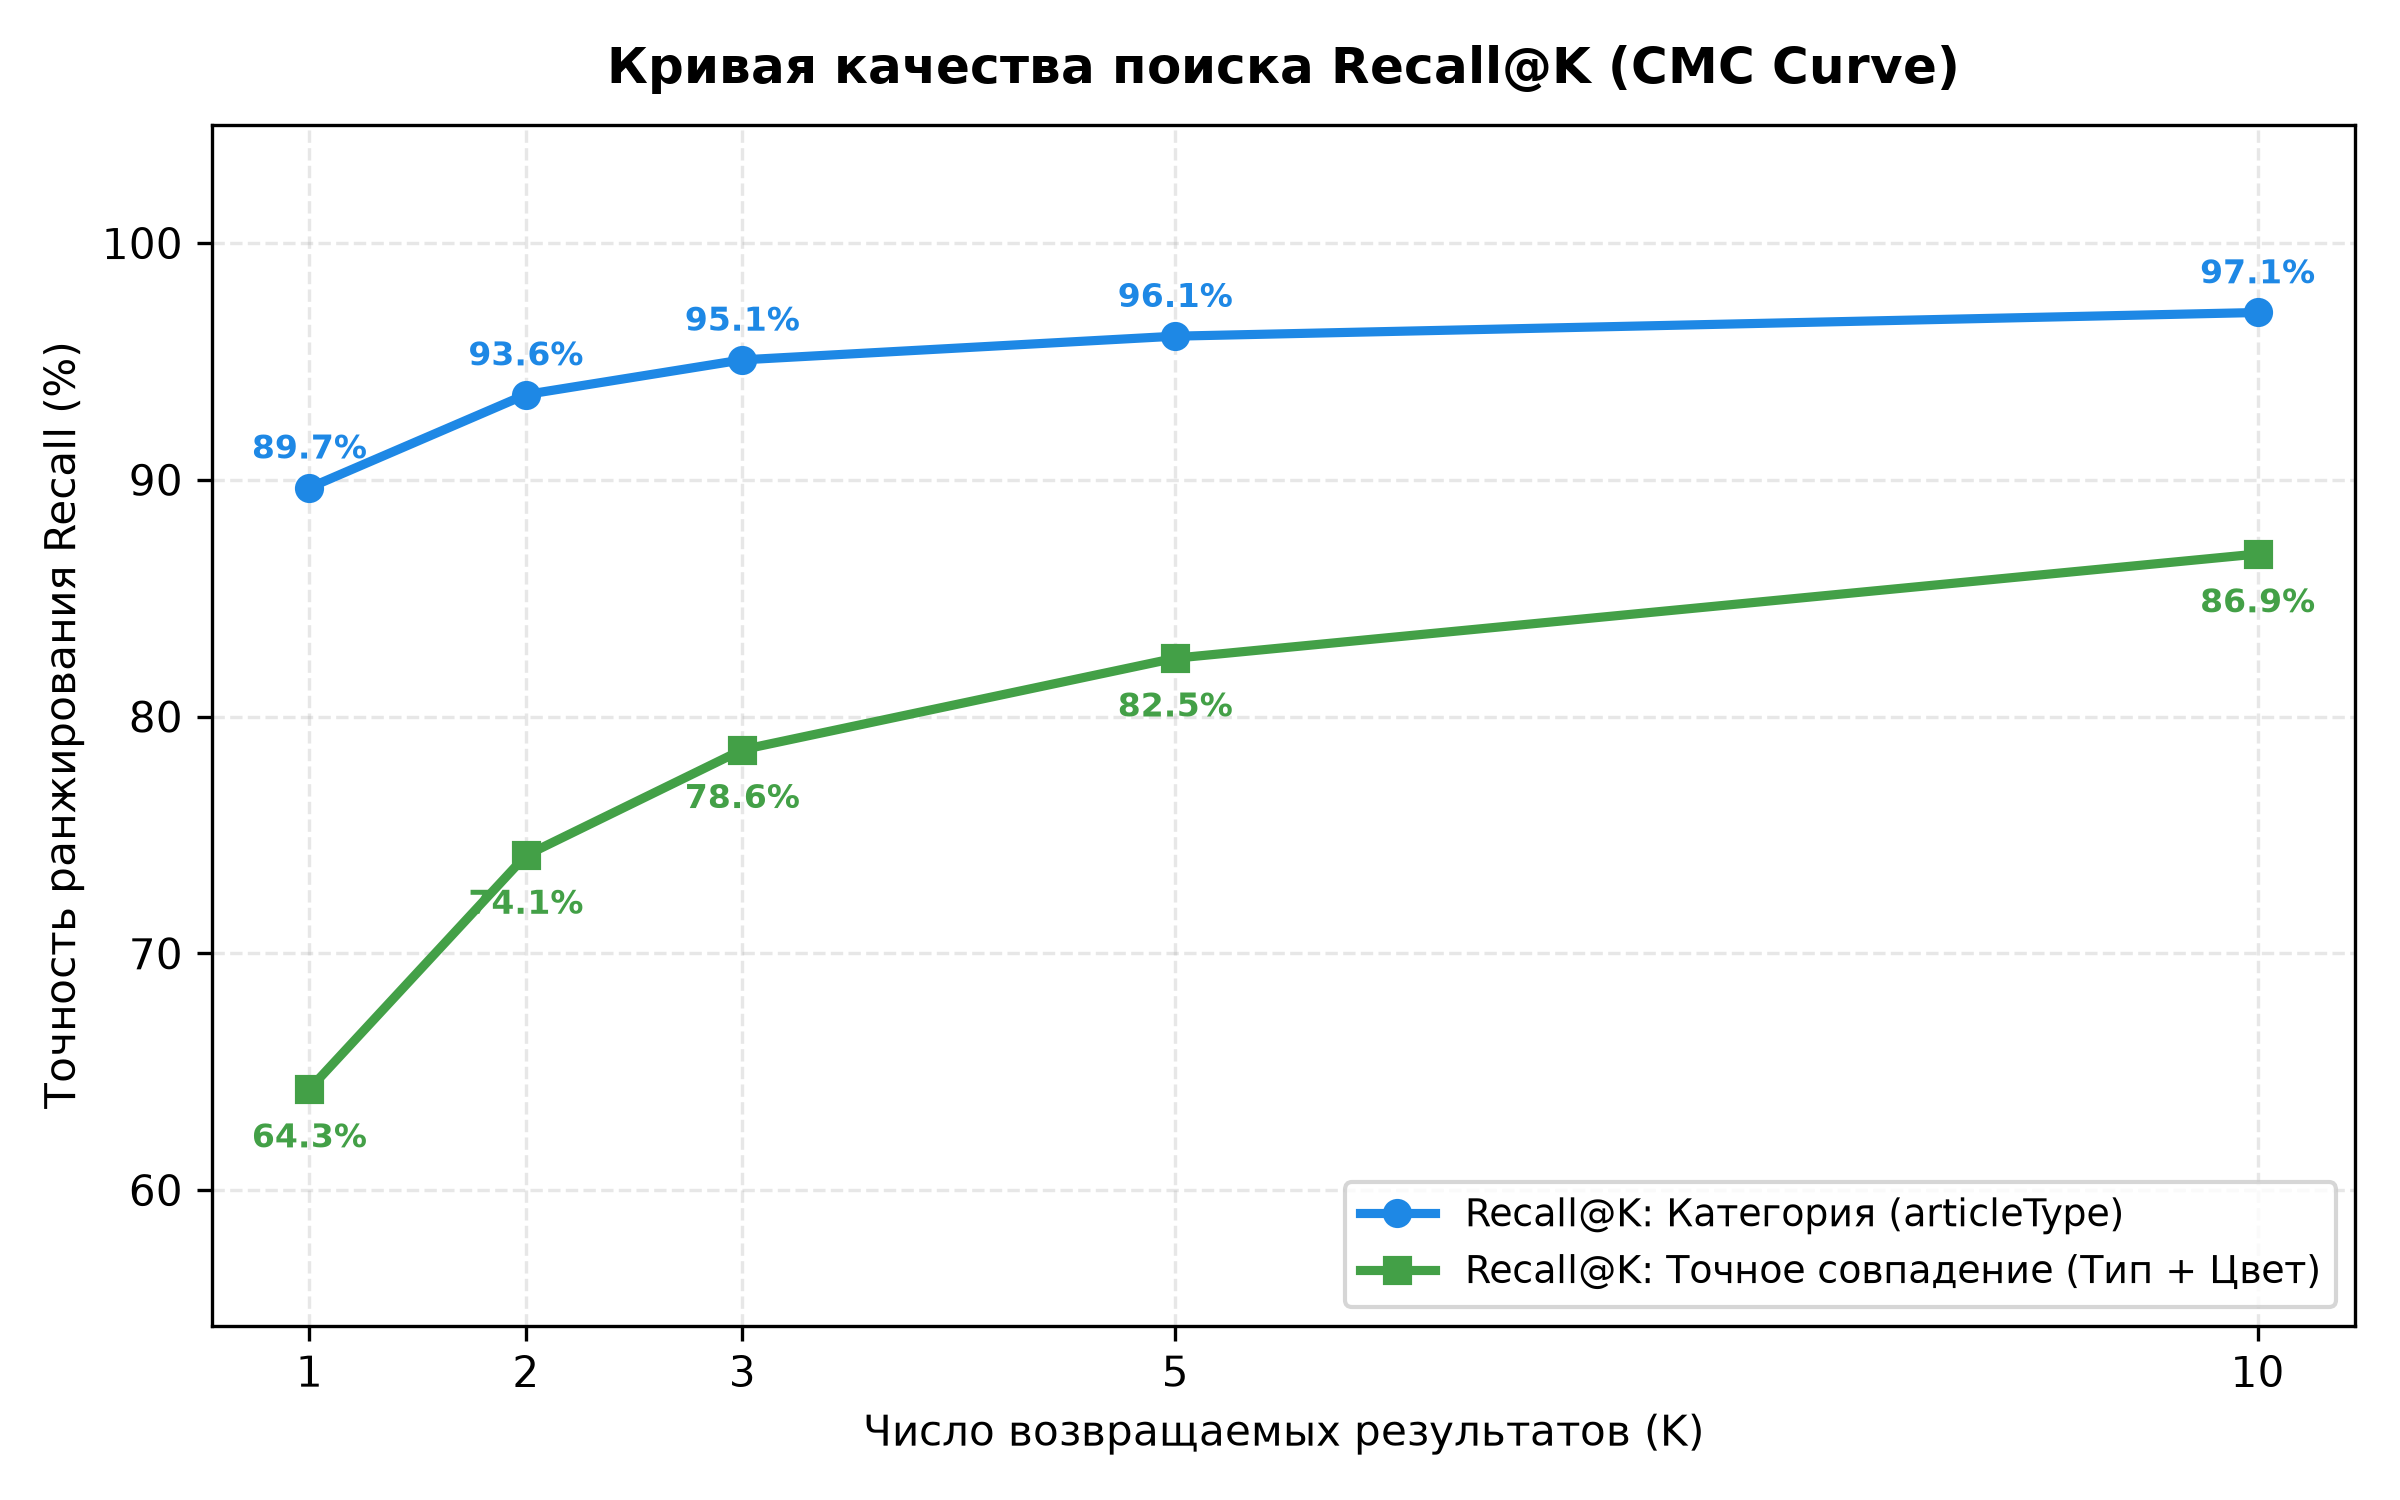 Кривая качества поиска Recall@K (CMC Curve)
Точность ранжирования Recall (%)
100
90
80
70
60
89.7%
93.6%
95.1%
96.1%
97.1%
64.3%
74.1%
78.6%
82.5%
86.9%
Recall@K: Категория (articleType)
Recall@K: Точное совпадение (Тип + Цвет)
1 2 3 5 10
Число возвращаемых результатов (K)